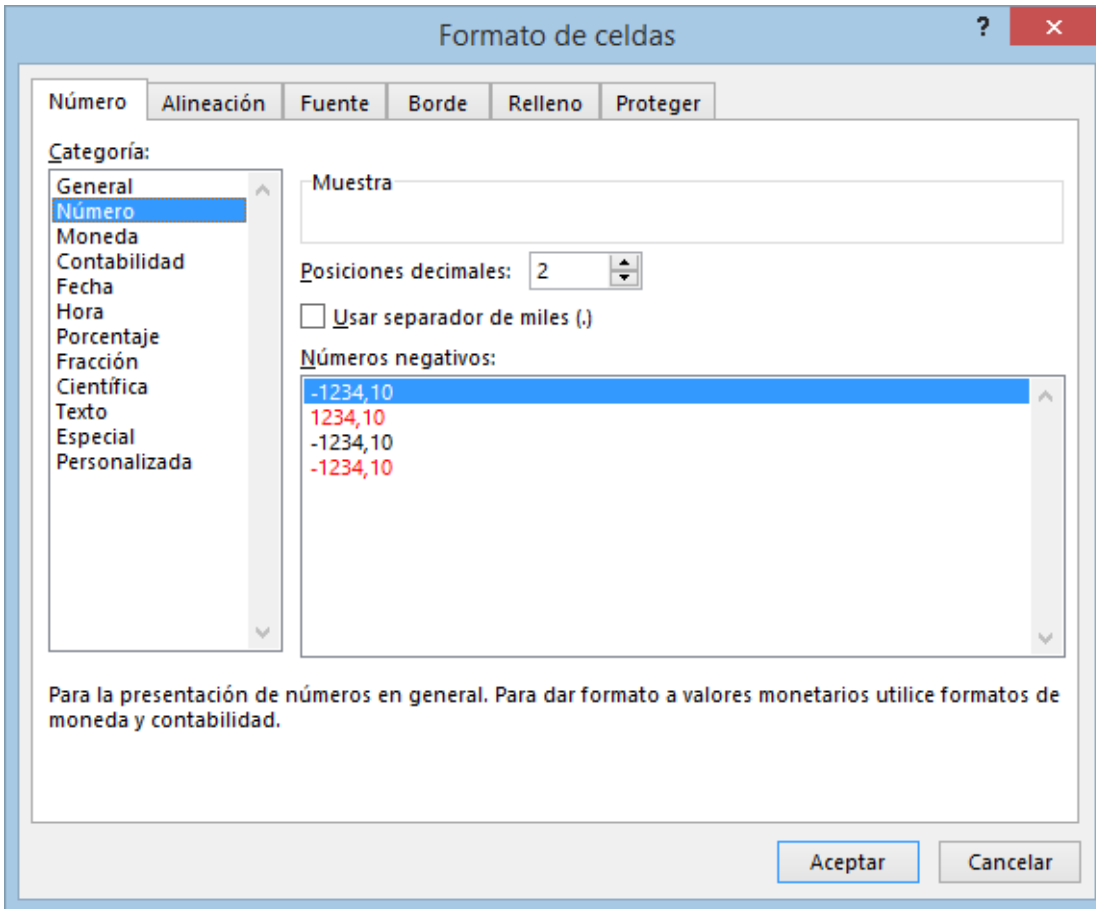 Formato de celdas
?
Número
Alineación
Fuente
Borde
Relleno
Proteger
Categoría:
General
Número
Moneda
Contabilidad
Fecha
Hora
Porcentaje
Fracción
Científica
Texto
Especial
Personalizada
Muestra
Posiciones decimales: 2
Usar separador de miles (.)
Números negativos:
-1234,10
1234,10
-1234,10
-1234,10
Para la presentación de números en general. Para dar formato a valores monetarios utilice formatos de
moneda y contabilidad.
Aceptar
Cancelar